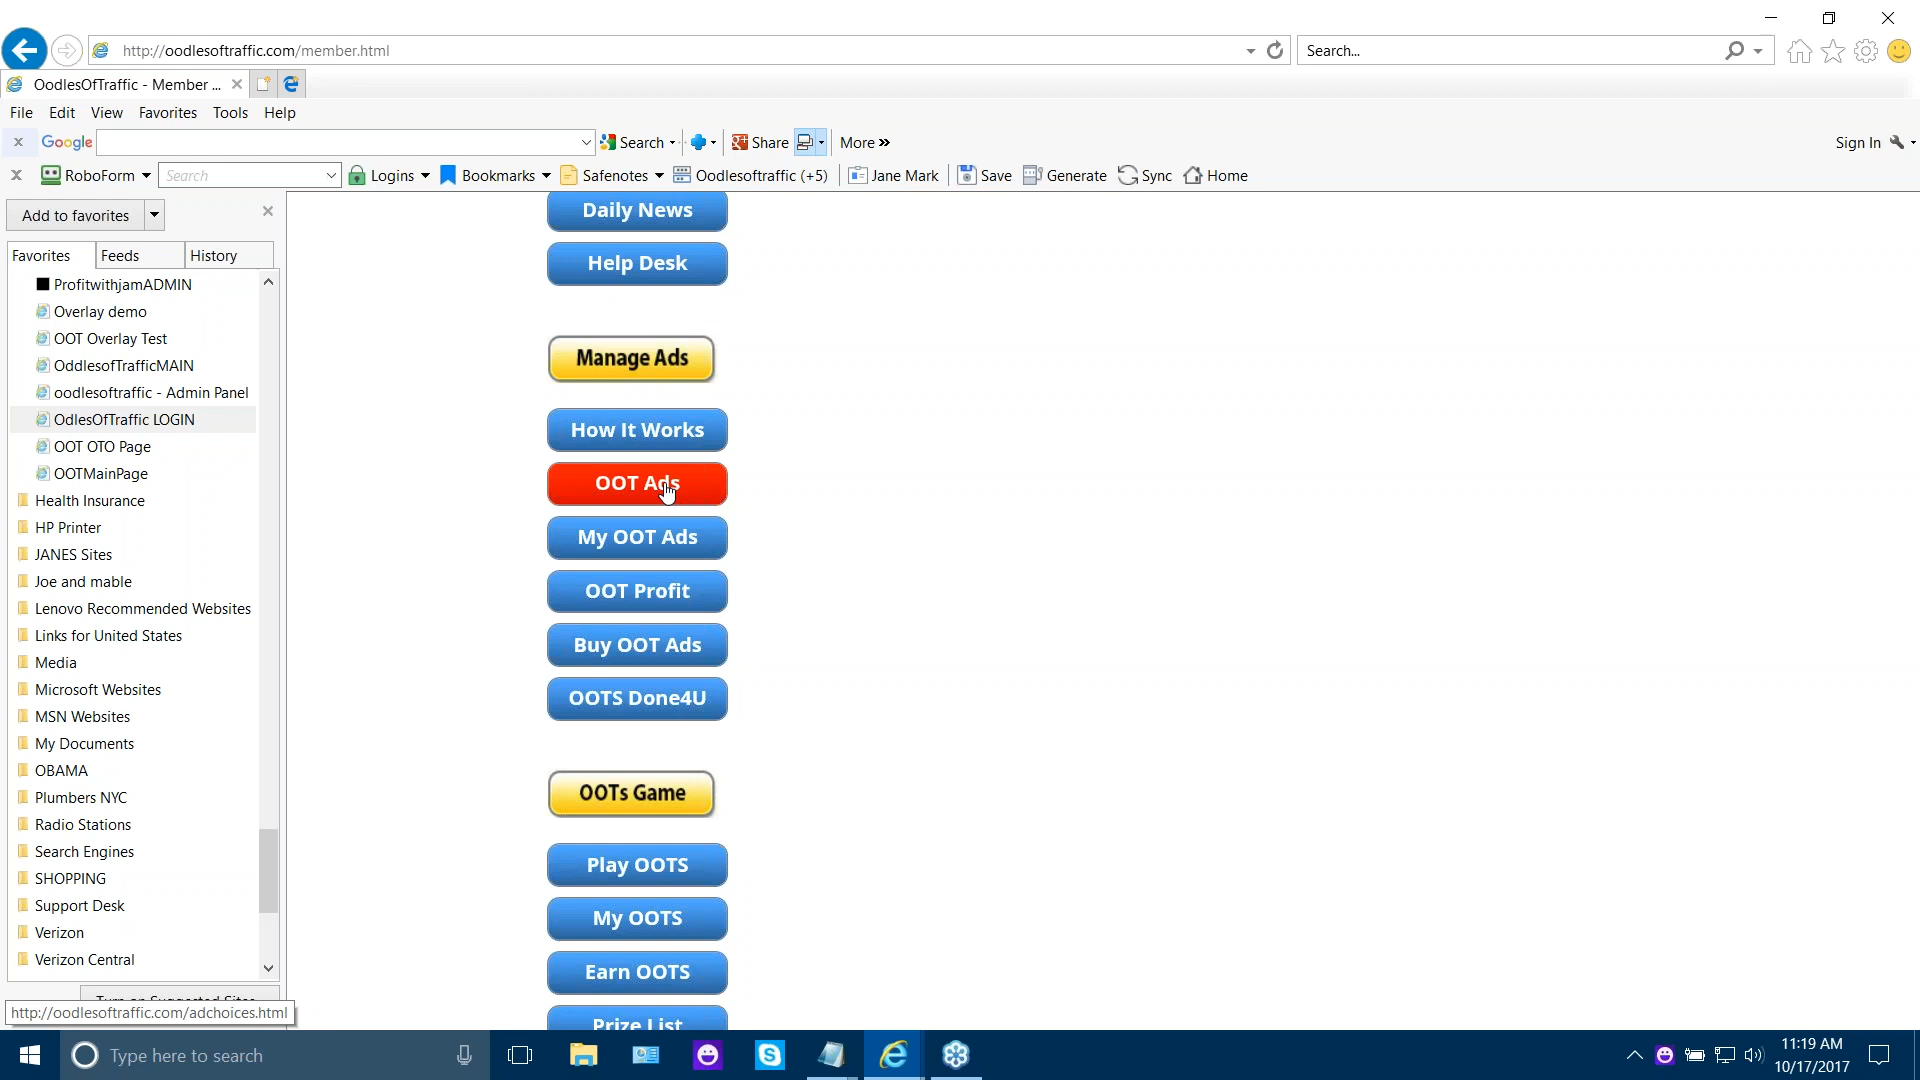 http://oodlesoftraffic.com/member.html
Search...
OodlesOfTraffic - Member ...
File Edit View Favorites Tools Help
Google Search Share More »
Sign In
RoboForm Search Logins Bookmarks Safenotes Oodlesoftraffic (+5) Jane Mark Save Generate Sync Home
Add to favorites
Favorites Feeds History
ProfitwithjamADMIN
Overlay demo
OOT Overlay Test
OddlesofTrafficMAIN
oodlesoftraffic - Admin Panel
OdlesOfTraffic LOGIN
OOT OTO Page
OOTMainPage
Health Insurance
HP Printer
JANES Sites
Joe and mable
Lenovo Recommended Websites
Links for United States
Media
Microsoft Websites
MSN Websites
My Documents
OBAMA
Plumbers NYC
Radio Stations
Search Engines
SHOPPING
Support Desk
Verizon
Verizon Central
Turn on Suggested Sites
http://oodlesoftraffic.com/adchoices.html
Daily News
Help Desk
Manage Ads
How It Works
OOT Ads
My OOT Ads
OOT Profit
Buy OOT Ads
OOTS Done4U
OOTs Game
Play OOTS
My OOTS
Earn OOTS
Prize List
Type here to search
11:19 AM
10/17/2017